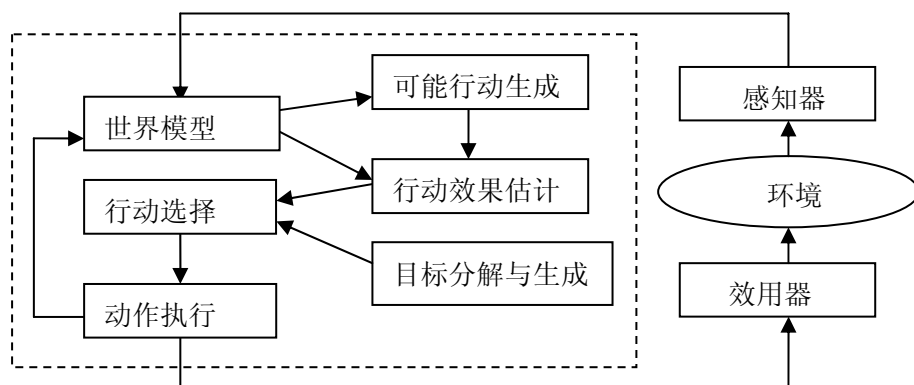 可能行动生成
感知器
世界模型
行动效果估计
环境
行动选择
目标分解与生成
效用器
动作执行